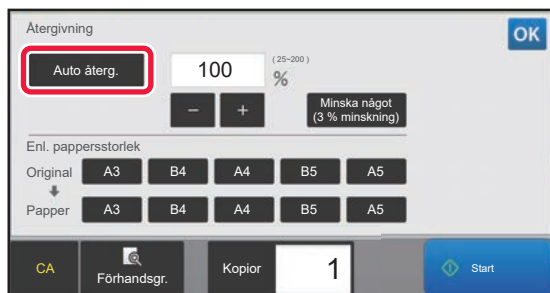 Återgivning
OK
Auto återg.
100
(25~200)
%
−
+
Minska något
(3 % minskning)
Enl. pappersstorlek
Original
A3
B4
A4
B5
A5
Papper
A3
B4
A4
B5
A5
CA
Förhandsgr.
Kopior
1
Start